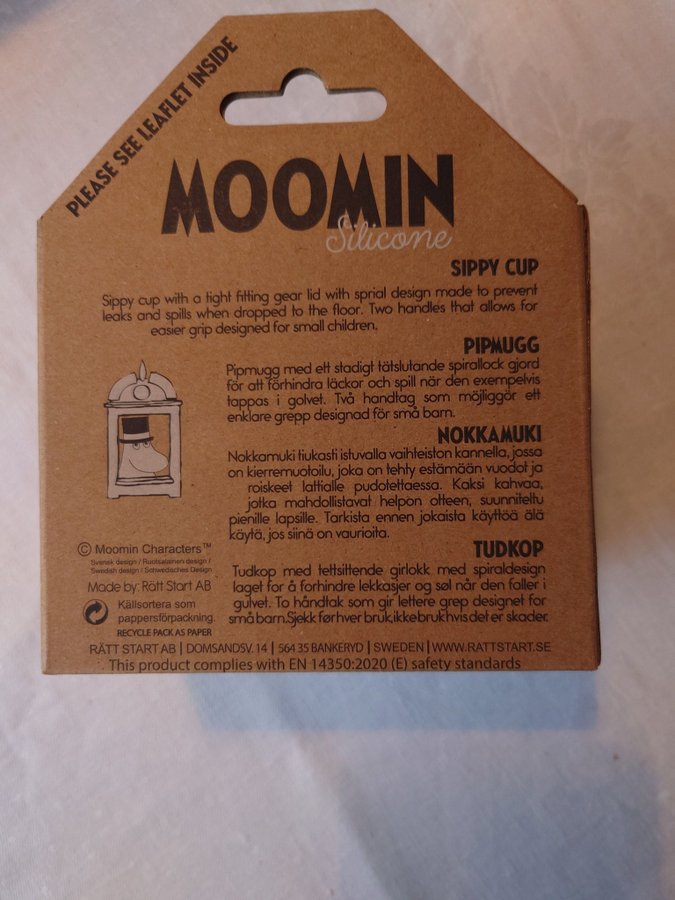 PLEASE SEE LEAFLET INSIDE
MOOMIN
Silicone
SIPPY CUP
Sippy cup with a tight fitting gear lid with sprial design made to prevent
leaks and spills when dropped to the floor. Two handles that allows for
easier grip designed for small children.
PIPMUGG
Pipmugg med ett stadigt tätslutande spirallock gjord
för att förhindra läckor och spill när den exempelvis
tappas i golvet. Två handtag som möjliggör ett
enklare grepp designad för små barn.
NOKKAMUKI
Nokkamuki tiukasti istuvalla vaihteiston kannella, jossa
on kierremuotoilu, joka on tehty estämään vuodot ja
roiskeet lattialle pudotettaessa. Kaksi kahvaa,
jotka mahdollistavat helpon otteen, suunniteltu
pienille lapsille. Tarkista ennen jokaista käyttöä älä
käytä, jos siinä on vaurioita.
TUDKOP
Tudkop med tettsittende girlokk med spiraldesign
laget for å forhindre lekkasjer og søl når den faller i
gulvet. To håndtak som gir lettere grep designet for
små barn.Sjekk før hver bruk,ikke bruk hvis det er skader.
© Moomin Characters™
Svensk design / Ruotsalainen design /
Swedish design / Schwedisches Design
Made by: Rätt Start AB
Källsortera som
pappersförpackning.
RECYCLE PACK AS PAPER
RÄTT START AB | DOMSANDSV. 14 | 564 35 BANKERYD | SWEDEN | WWW.RATTSTART.SE
This product complies with EN 14350:2020 (E) safety standards